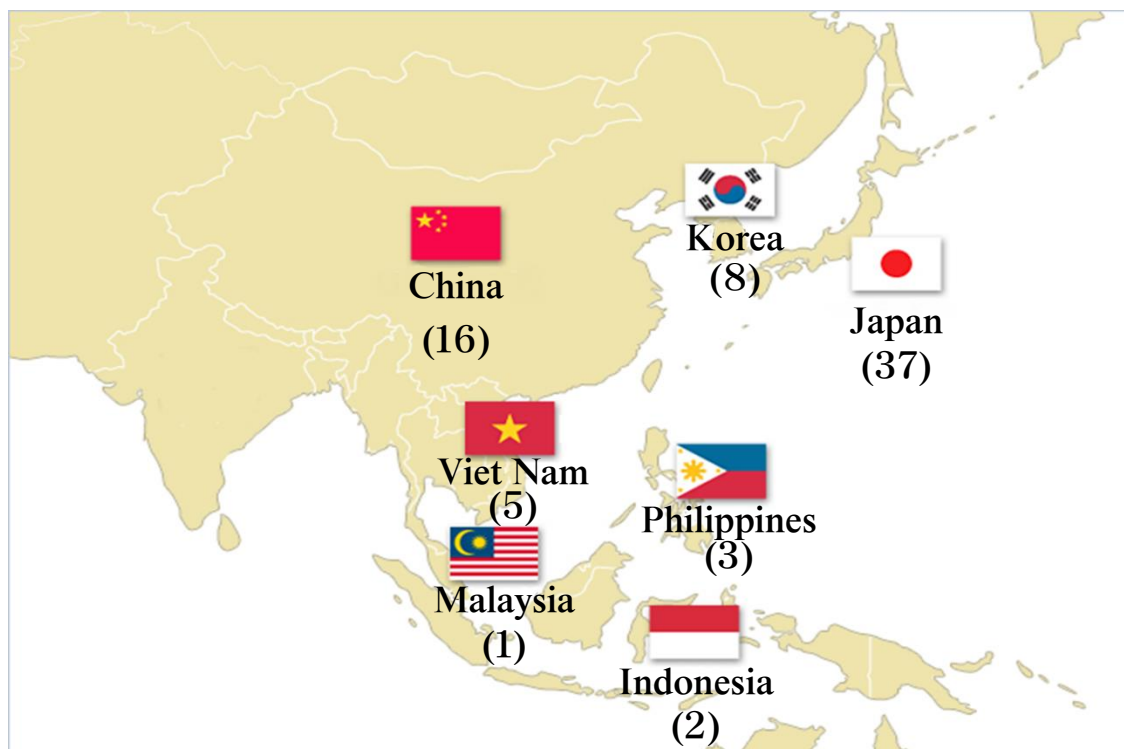 Korea
(8)
China
(16)
Japan
(37)
Viet Nam
(5)
Philippines
(3)
Malaysia
(1)
Indonesia
(2)